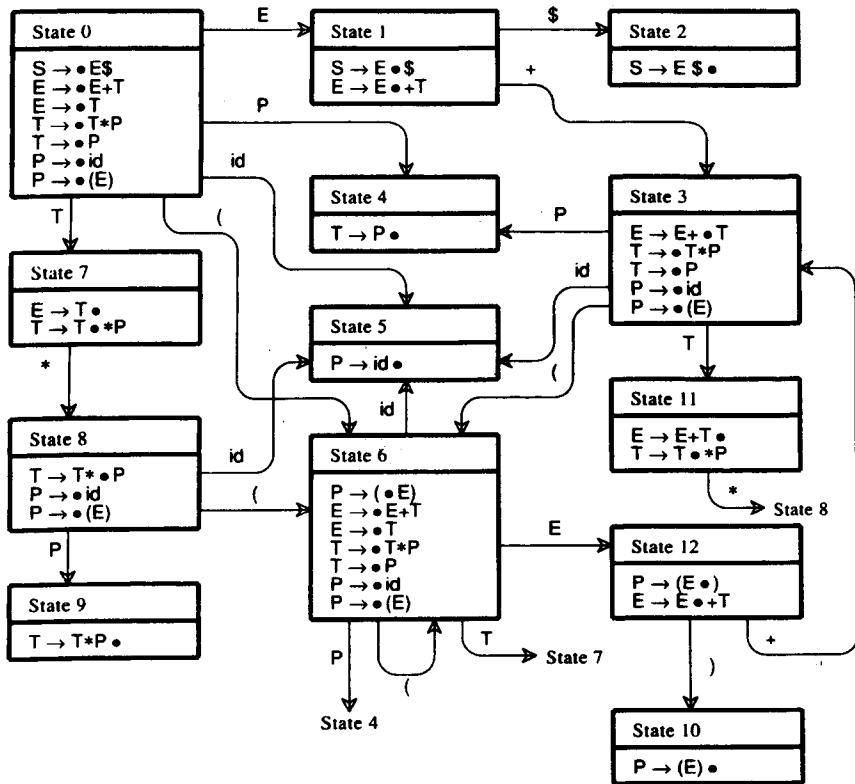 State 0
S → • E$
E → • E+T
E → • T
T → • T*P
T → • P
P → • id
P → • (E)
E
State 1
S → E • $
E → E • +T
$
State 2
S → E $ •
+
P
id
(
T
State 4
T → P •
P
State 3
E → E+ • T
T → • T*P
T → • P
P → • id
P → • (E)
id
(
T
State 7
E → T •
T → T • *P
*
State 5
P → id •
id
State 11
E → E+T •
T → T • *P
*
State 8
State 8
T → T* • P
P → • id
P → • (E)
id
(
P
State 6
P → ( • E)
E → • E+T
E → • T
T → • T*P
T → • P
P → • id
P → • (E)
E
State 12
P → (E • )
E → E • +T
State 9
T → T*P •
P
(
T
State 7
State 4
)
+
State 10
P → (E) •